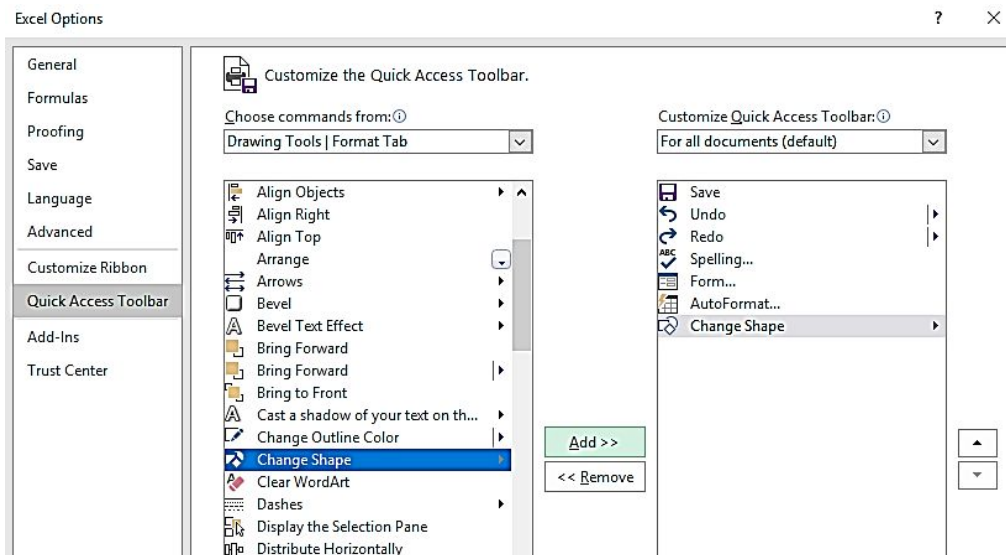 Excel Options
?
General
Formulas
Proofing
Save
Language
Advanced
Customize Ribbon
Quick Access Toolbar
Add-Ins
Trust Center
Customize the Quick Access Toolbar.
Choose commands from:
Drawing Tools | Format Tab
Align Objects
Align Right
Align Top
Arrange
Arrows
Bevel
Bevel Text Effect
Bring Forward
Bring Forward
Bring to Front
Cast a shadow of your text on th...
Change Outline Color
Change Shape
Clear WordArt
Dashes
Display the Selection Pane
Distribute Horizontally
Add >>
<< Remove
Customize Quick Access Toolbar:
For all documents (default)
Save
Undo
Redo
ABC
Spelling...
Form...
AutoFormat...
Change Shape